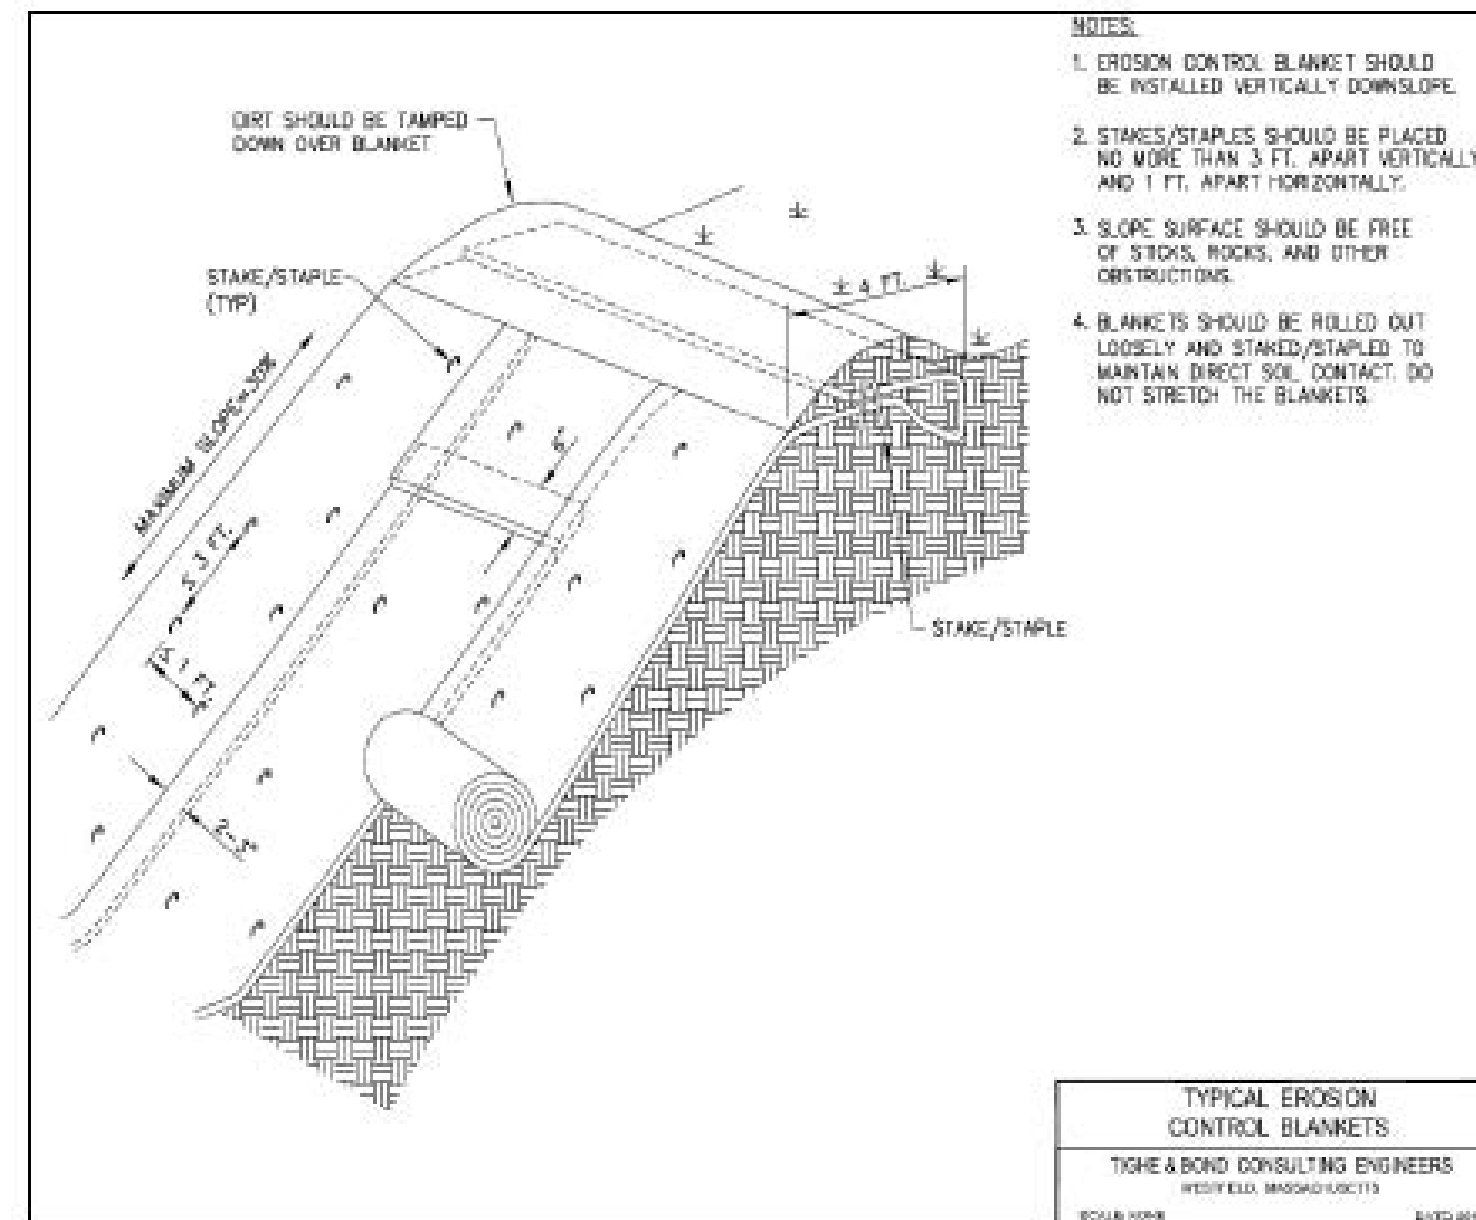 NOTES:
1. EROSION CONTROL BLANKET SHOULD
BE INSTALLED VERTICALLY DOWNSLOPE.
2. STAKES/STAPLES SHOULD BE PLACED
NO MORE THAN 3 FT. APART VERTICALLY
AND 1 FT. APART HORIZONTALLY.
3. SLOPE SURFACE SHOULD BE FREE
OF STICKS, ROCKS, AND OTHER
OBSTRUCTIONS.
4. BLANKETS SHOULD BE ROLLED OUT
LOOSELY AND STAKED/STAPLED TO
MAINTAIN DIRECT SOIL CONTACT. DO
NOT STRETCH THE BLANKETS.
DIRT SHOULD BE TAMPED
DOWN OVER BLANKET
STAKE/STAPLE
(TYP)
± 4 FT.
MAXIMUM SLOPE
≤ 3 FT.
1 FT.
STAKE/STAPLE
TYPICAL EROSION
CONTROL BLANKETS
TIGHE & BOND CONSULTING ENGINEERS
WESTFIELD, MASSACHUSETTS
SCALE: NONE